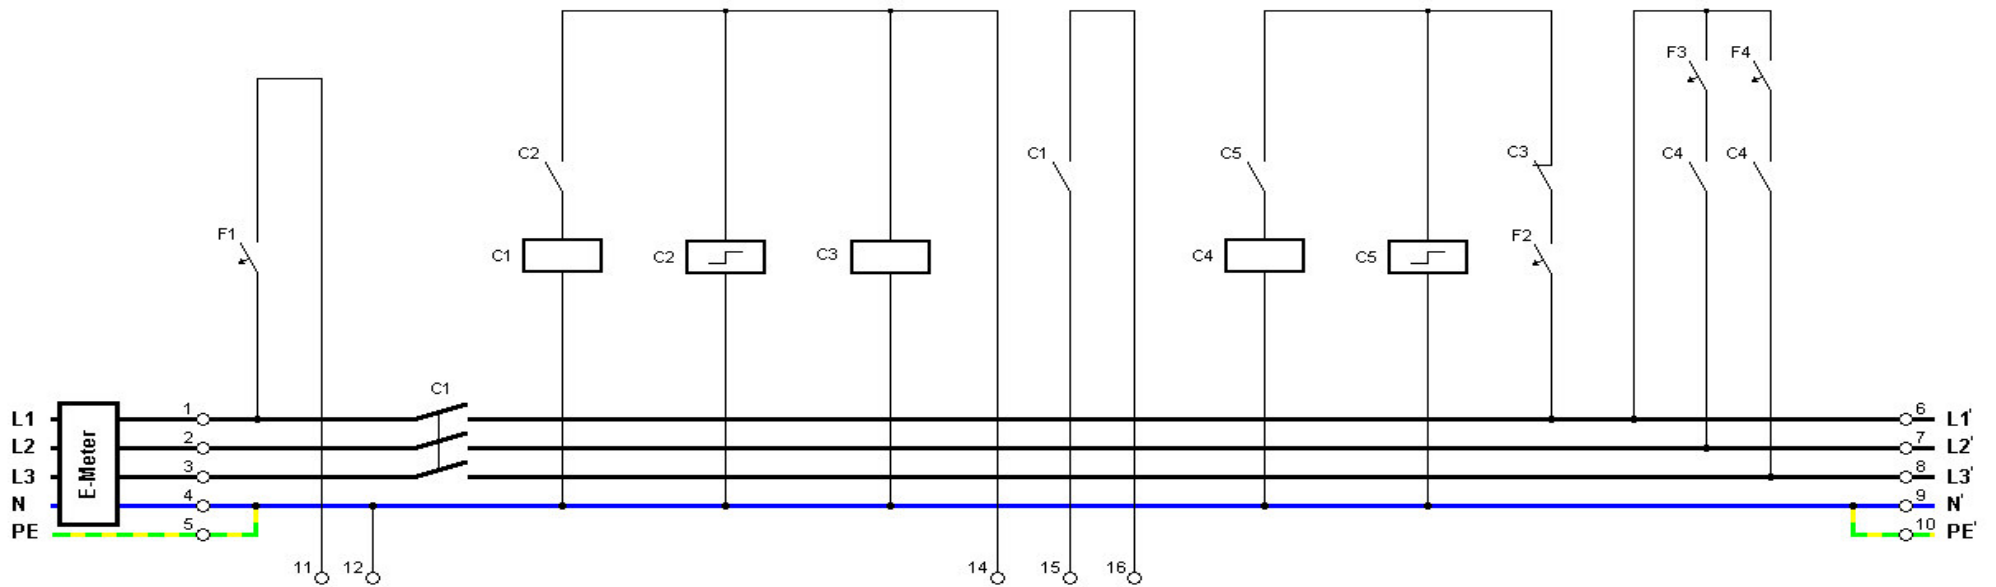 F3 F4
C2 C1 C5 C3 C4 C4
F1 F2
C1 C2 C3 C4 C5
C1
L1 1 6 L1'
L2 2 7 L2'
L3 3 8 L3'
N 4 9 N'
PE 5 10 PE'
E-Meter
11 12 14 15 16